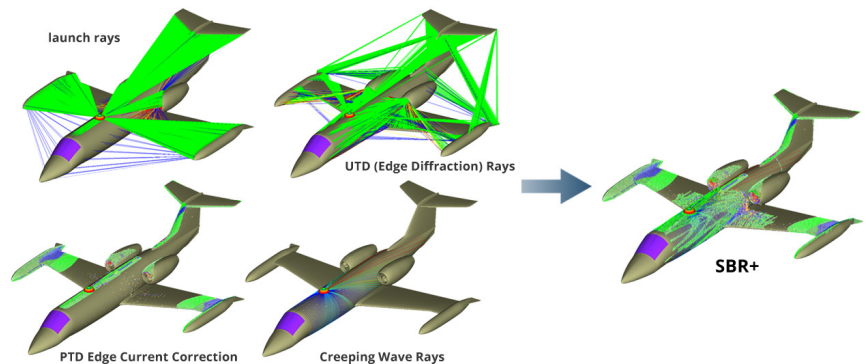 launch rays
UTD (Edge Diffraction) Rays
SBR+
PTD Edge Current Correction
Creeping Wave Rays